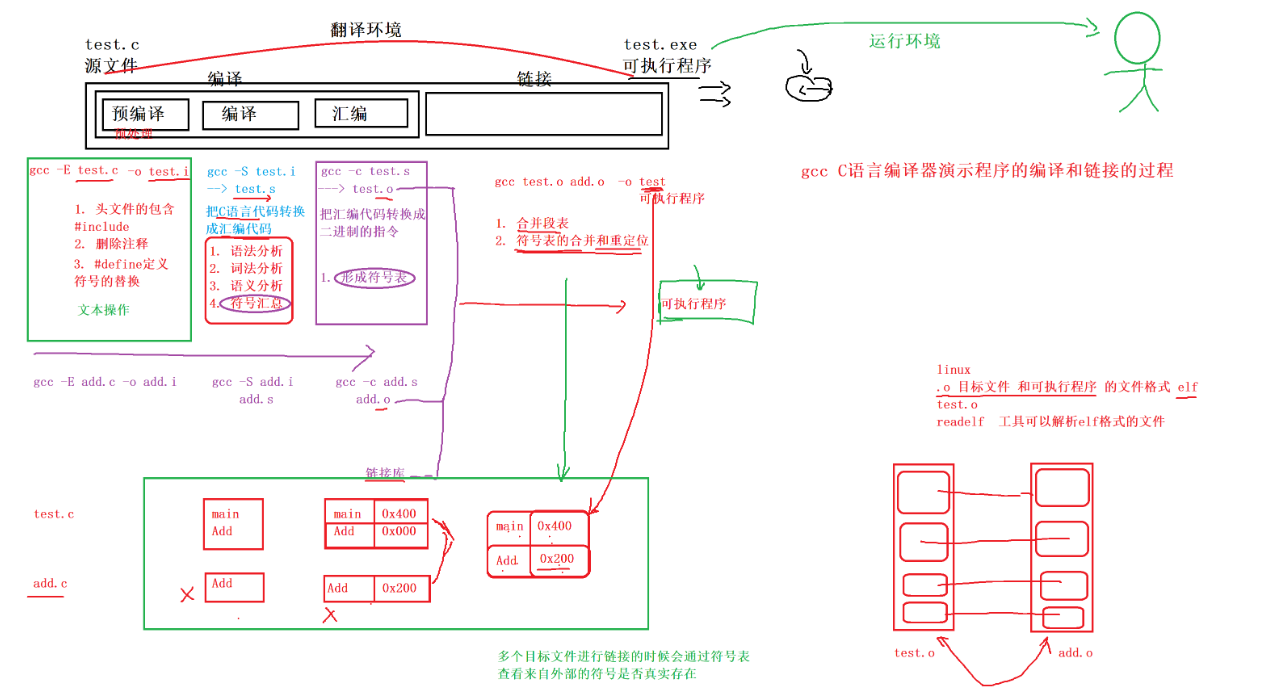 翻译环境
test.c
源文件
test.exe
可执行程序
运行环境
编译
链接
预编译
编译
汇编
预处理
gcc C语言编译器演示程序的编译和链接的过程
gcc -E test.c -o test.i
1. 头文件的包含
#include
2. 删除注释
3. #define定义
符号的替换
文本操作
gcc -S test.i
--> test.s
把C语言代码转换
成汇编代码
1. 语法分析
2. 词法分析
3. 语义分析
4. 符号汇总
gcc -c test.s
---> test.o
把汇编代码转换成
二进制的指令
1. 形成符号表
gcc test.o add.o -o test
可执行程序
1. 合并段表
2. 符号表的合并和重定位
可执行程序
gcc -E add.c -o add.i
gcc -S add.i
add.s
gcc -c add.s
add.o
linux
.o 目标文件 和可执行程序 的文件格式 elf
test.o
readelf 工具可以解析elf格式的文件
链接库
test.c
main
Add
main 0x400
Add 0x000
main 0x400
Add 0x200
add.c
Add
Add 0x200
test.o
add.o
多个目标文件进行链接的时候会通过符号表
查看来自外部的符号是否真实存在